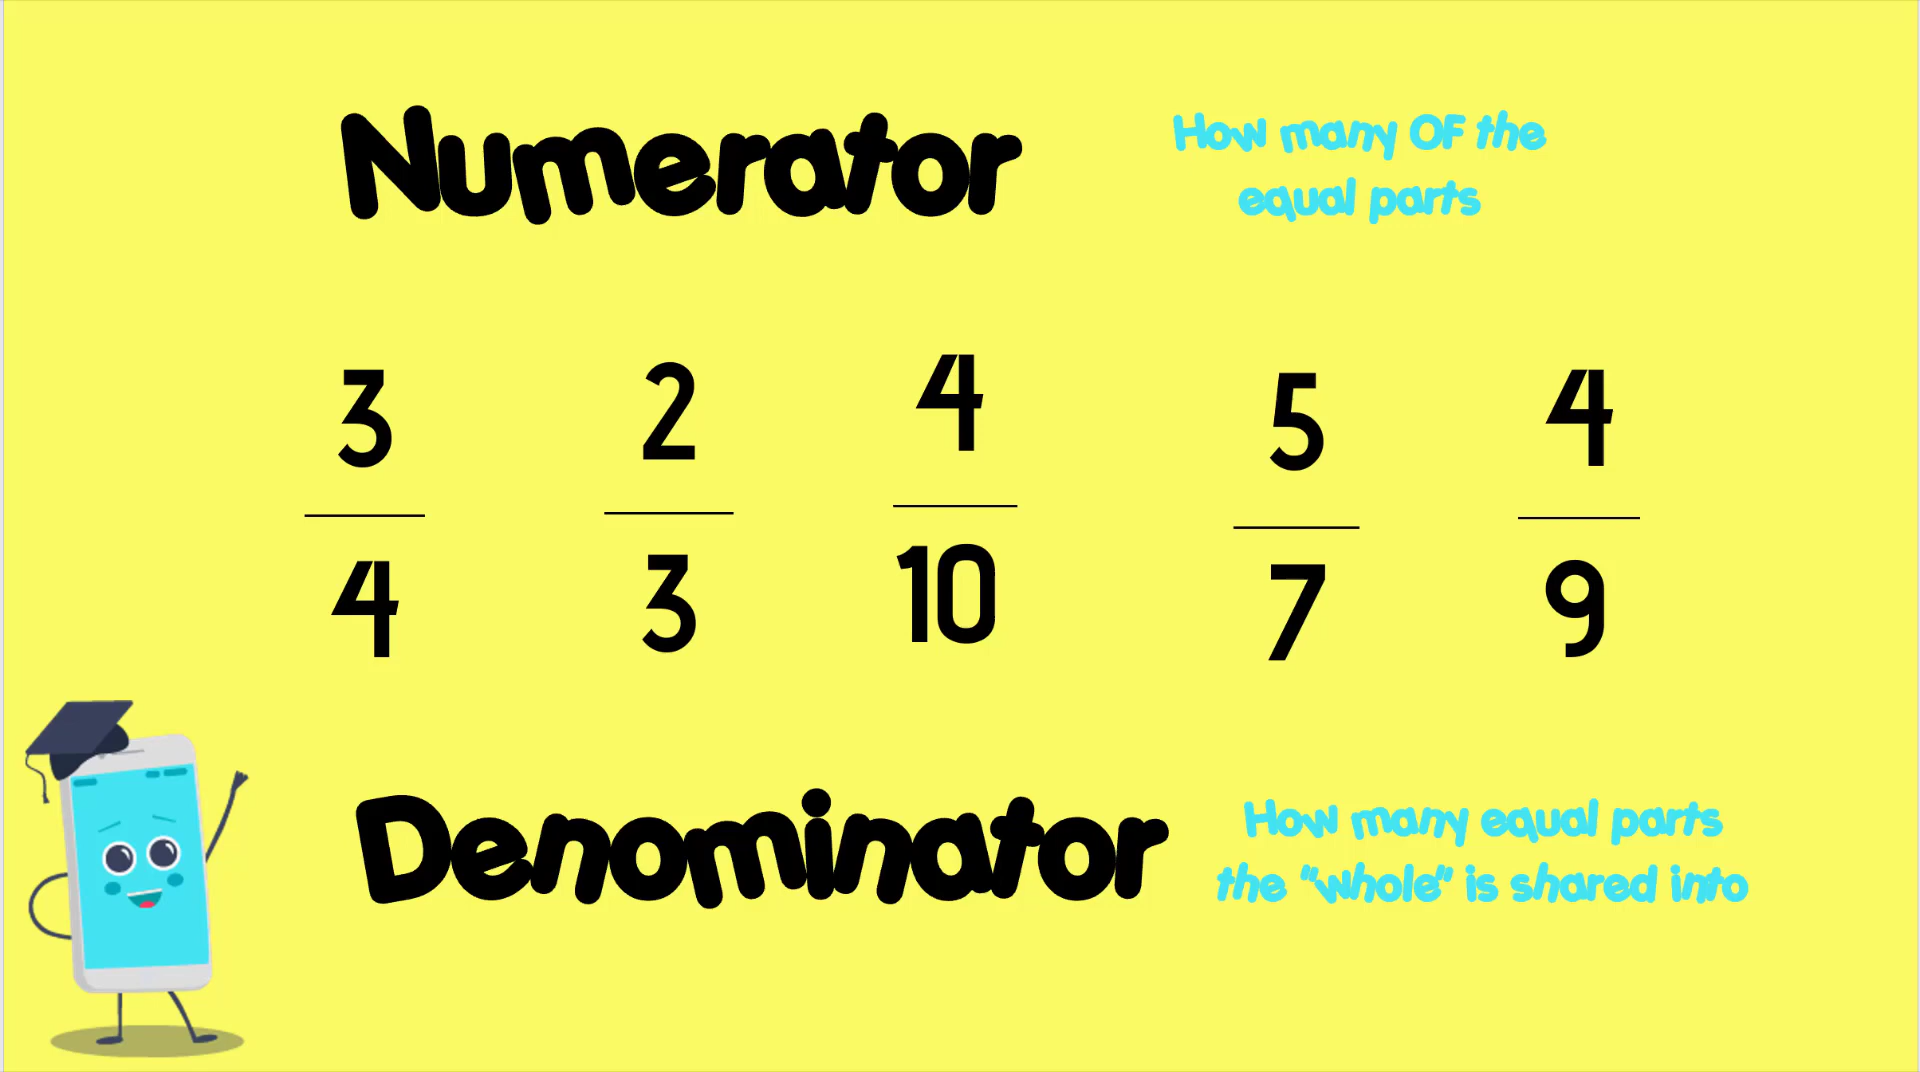 Numerator
How many OF the
equal parts
3 2 4 5 4
4 3 10 7 9
Denominator
How many equal parts
the "whole" is shared into